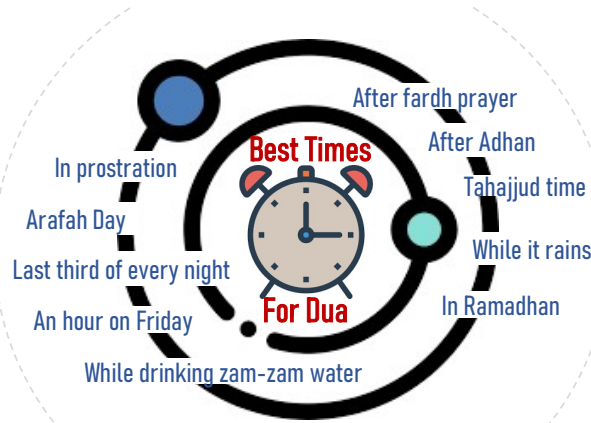 Best Times
For Dua
After fardh prayer
After Adhan
Tahajjud time
While it rains
In Ramadhan
While drinking zam-zam water
An hour on Friday
Last third of every night
Arafah Day
In prostration